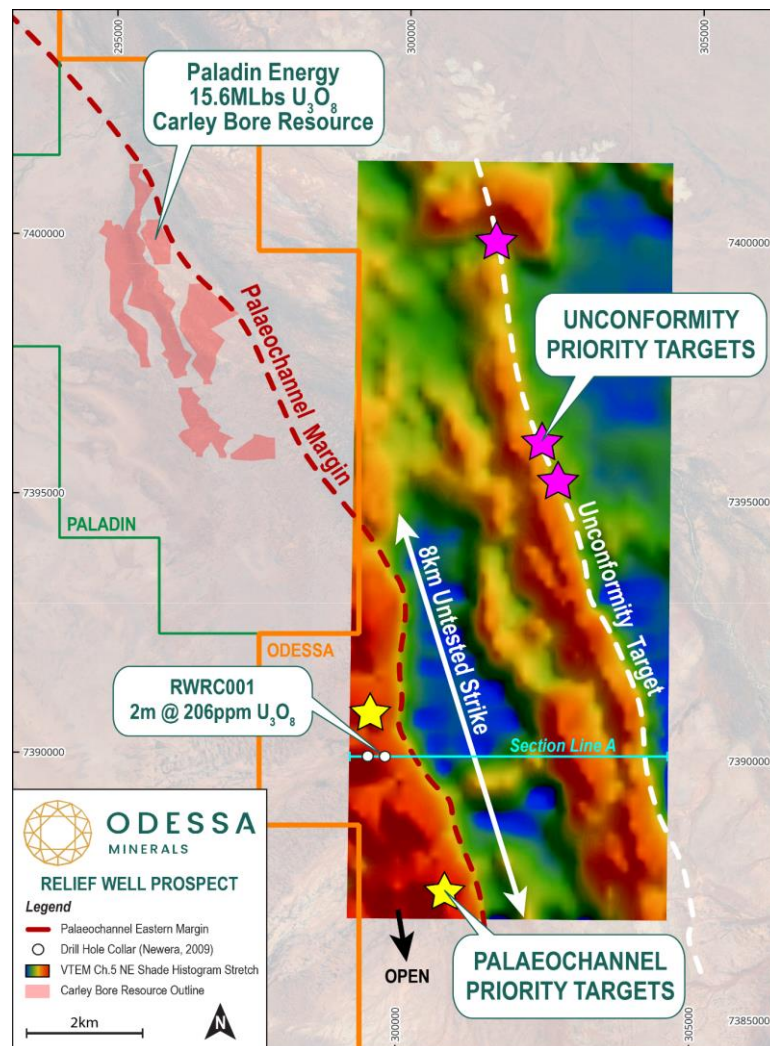 295000
300000
305000
Paladin Energy
15.6MLbs U₃O₈
Carley Bore Resource
7400000
7400000
Palaeochannel Margin
UNCONFORMITY
PRIORITY TARGETS
7395000
7395000
PALADIN
8km Untested Strike
Unconformity Target
ODESSA
RWRC001
2m @ 206ppm U₃O₈
Section Line A
7390000
7390000
ODESSA
MINERALS
RELIEF WELL PROSPECT
Legend
Palaeochannel Eastern Margin
Drill Hole Collar (Newera, 2009)
VTEM Ch.5 NE Shade Histogram Stretch
Carley Bore Resource Outline
2km
N
OPEN
PALAEOCHANNEL
PRIORITY TARGETS
300000
305000
7385000